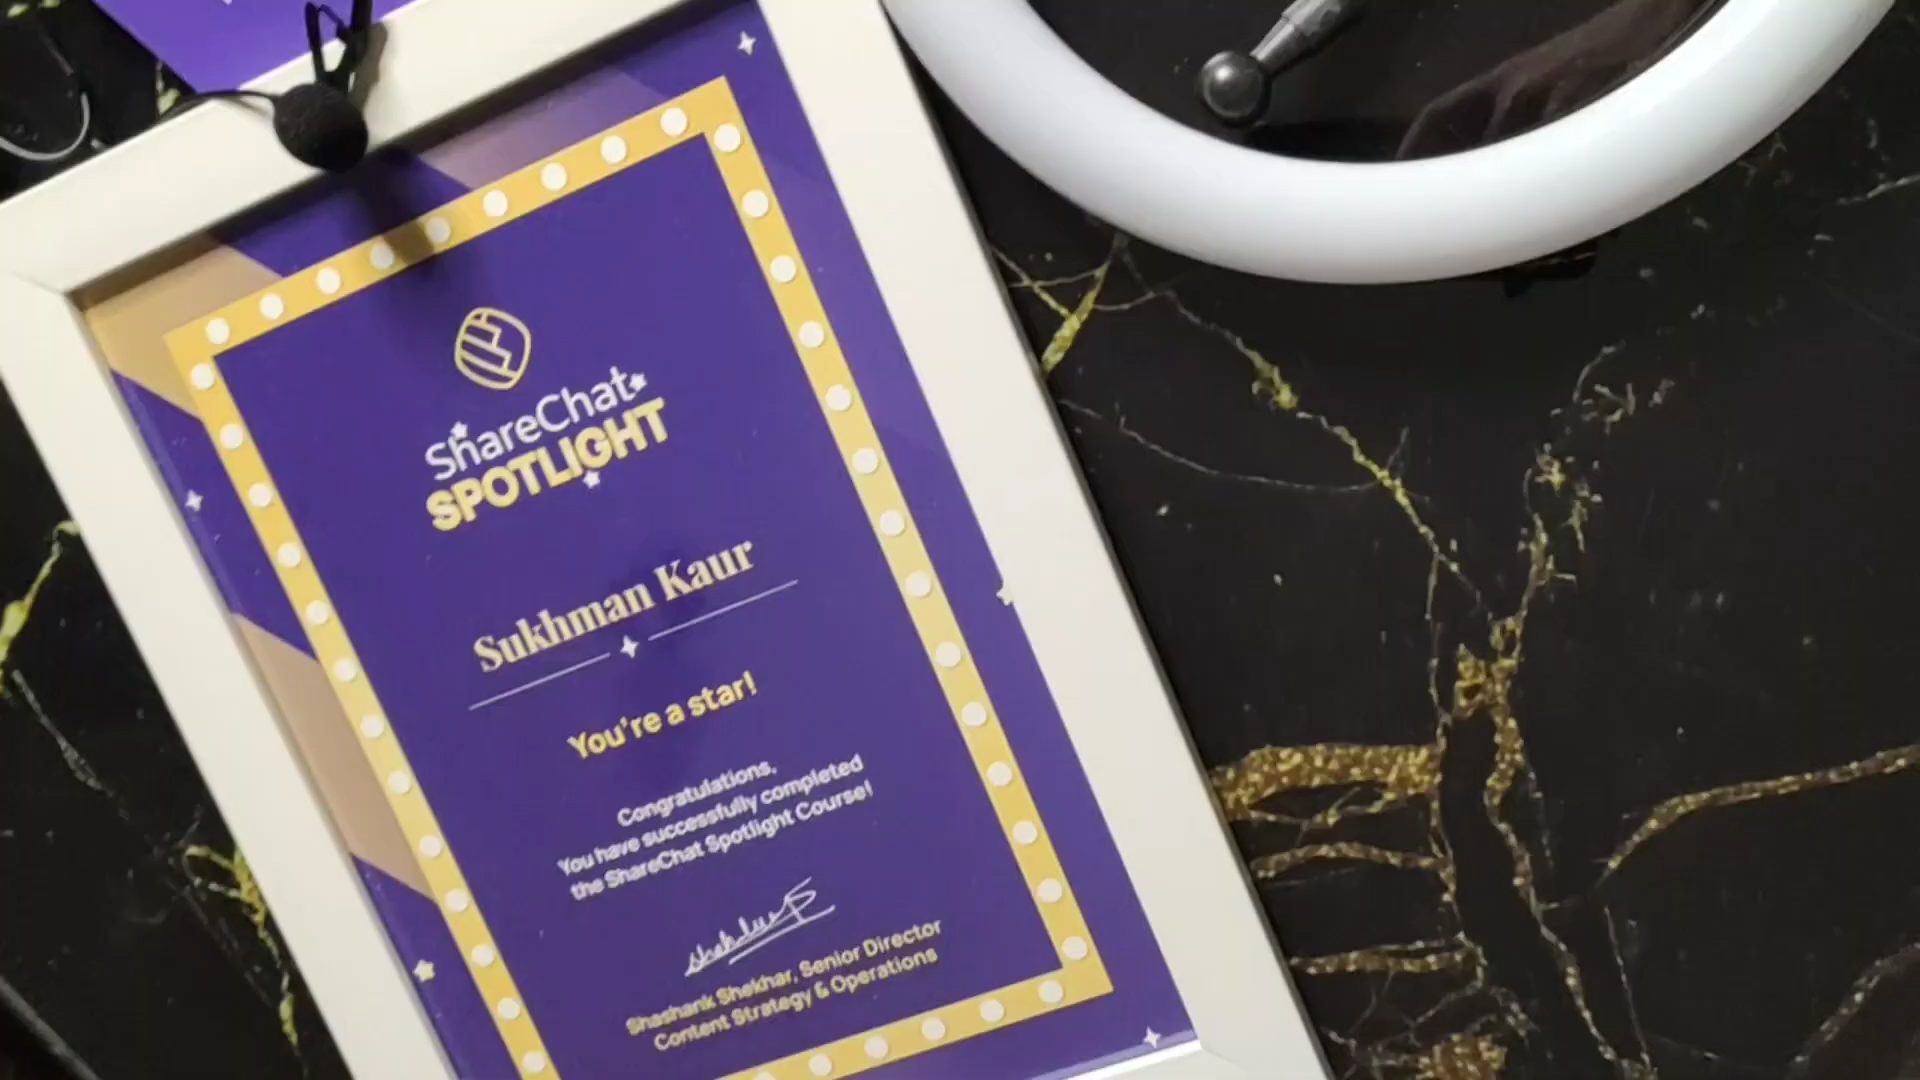 ShareChat
SPOTLIGHT
Sukhman Kaur
You're a star!
Congratulations,
You have successfully completed
the ShareChat Spotlight Course!
Shashank Shekhar, Senior Director
Content Strategy & Operations